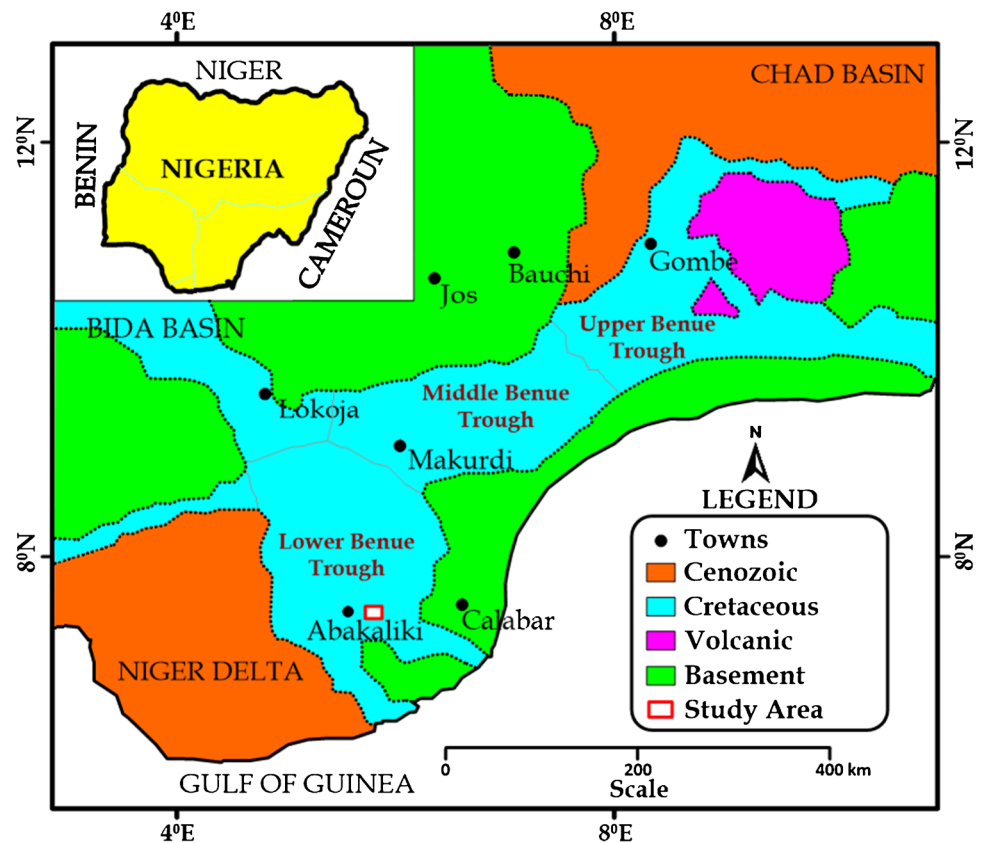 4⁰E
8⁰E
NIGER
CHAD BASIN
12⁰N
12⁰N
BENIN
NIGERIA
CAMEROUN
Gombe
Bauchi
Jos
BIDA BASIN
Upper Benue
Trough
Lokoja
Middle Benue
Trough
Makurdi
N
LEGEND
Towns
Cenozoic
Cretaceous
Volcanic
Basement
Study Area
8⁰N
8⁰N
Lower Benue
Trough
Abakaliki
Calabar
NIGER DELTA
GULF OF GUINEA
0
200
400 km
Scale
4⁰E
8⁰E